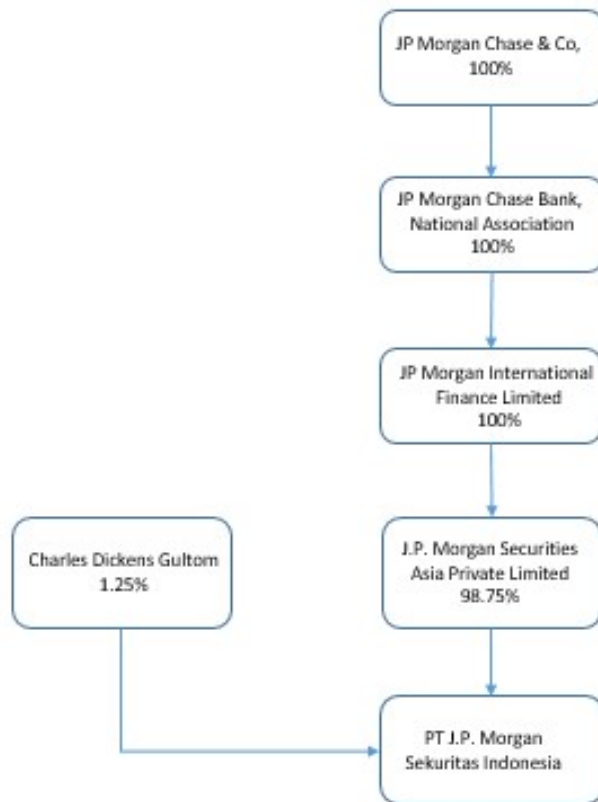 JP Morgan Chase & Co,
100%
JP Morgan Chase Bank,
National Association
100%
JP Morgan International
Finance Limited
100%
Charles Dickens Gultom
1.25%
J.P. Morgan Securities
Asia Private Limited
98.75%
PT J.P. Morgan
Sekuritas Indonesia